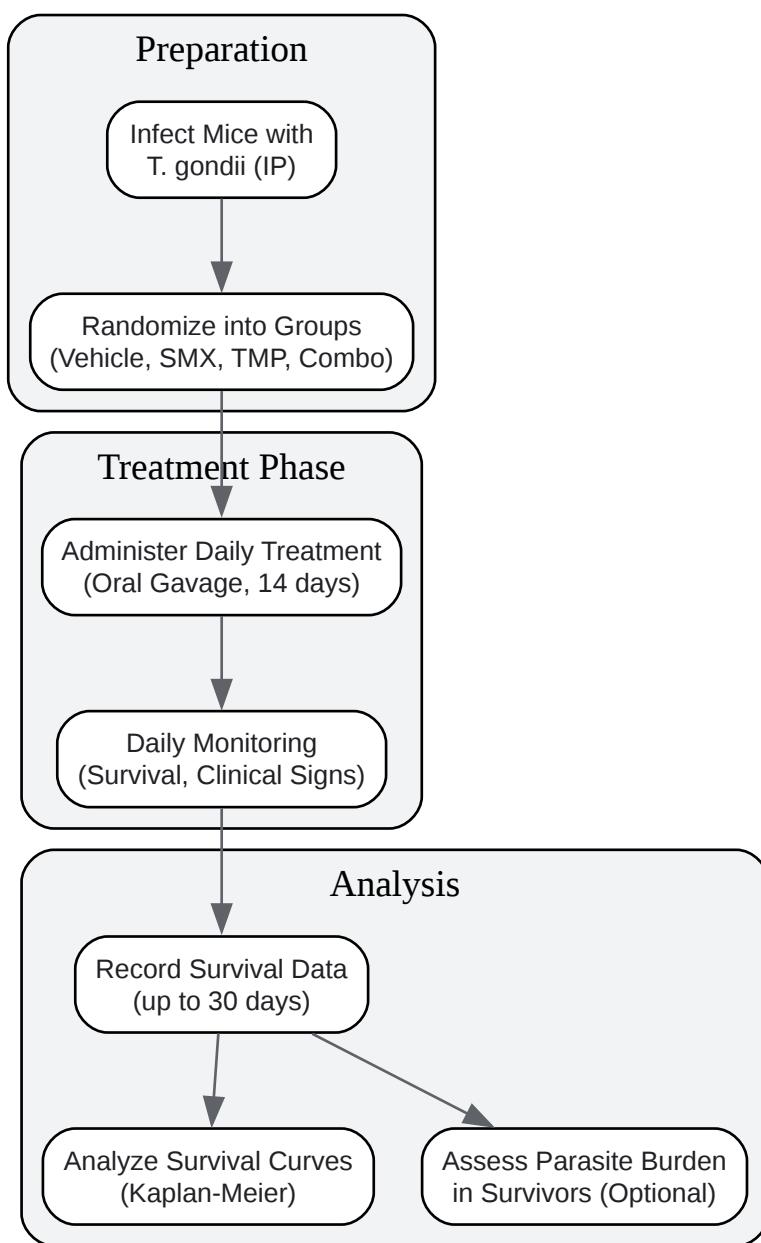 Preparation
Infect Mice with
T. gondii (IP)
Randomize into Groups
(Vehicle, SMX, TMP, Combo)
Treatment Phase
Administer Daily Treatment
(Oral Gavage, 14 days)
Daily Monitoring
(Survival, Clinical Signs)
Analysis
Record Survival Data
(up to 30 days)
Analyze Survival Curves
(Kaplan-Meier)
Assess Parasite Burden
in Survivors (Optional)